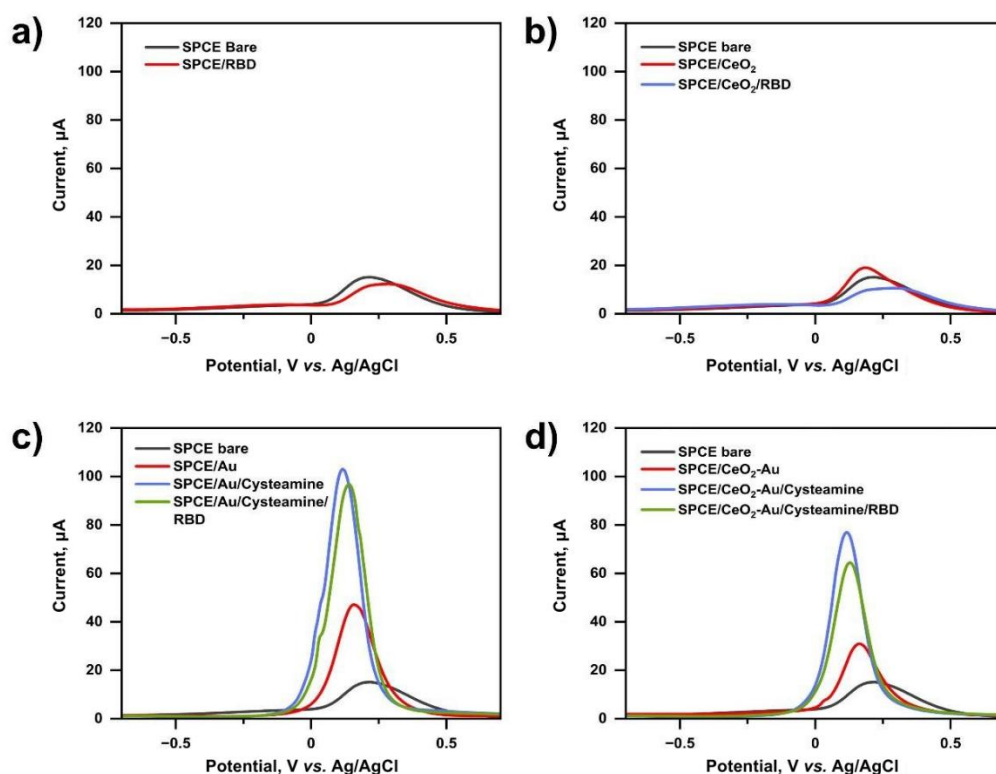 a)
120
100
80
60
40
20
0
Current, µA
SPCE Bare
SPCE/RBD
−0.5
0
0.5
Potential, V vs. Ag/AgCl
b)
120
100
80
60
40
20
0
Current, µA
SPCE bare
SPCE/CeO₂
SPCE/CeO₂/RBD
−0.5
0
0.5
Potential, V vs. Ag/AgCl
c)
120
100
80
60
40
20
0
Current, µA
SPCE bare
SPCE/Au
SPCE/Au/Cysteamine
SPCE/Au/Cysteamine/
RBD
−0.5
0
0.5
Potential, V vs. Ag/AgCl
d)
120
100
80
60
40
20
0
Current, µA
SPCE bare
SPCE/CeO₂-Au
SPCE/CeO₂-Au/Cysteamine
SPCE/CeO₂-Au/Cysteamine/RBD
−0.5
0
0.5
Potential, V vs. Ag/AgCl